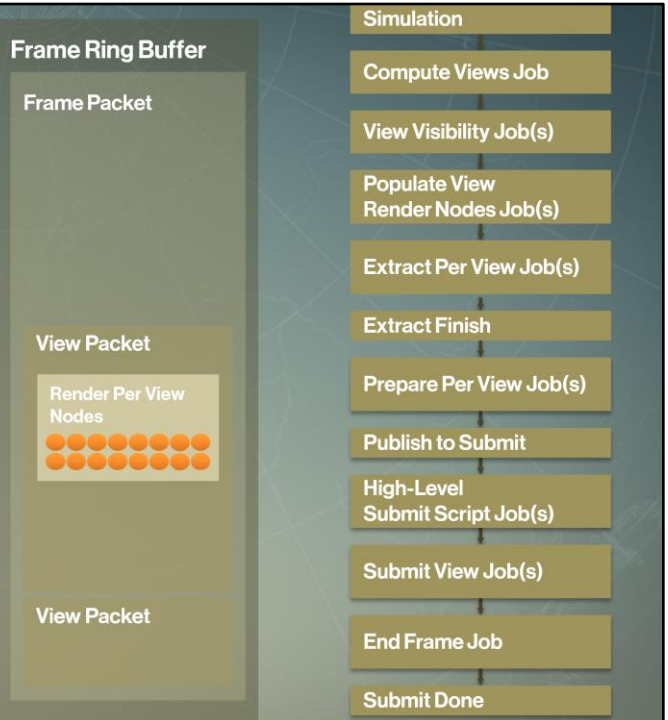 Frame Ring Buffer
Frame Packet
View Packet
Render Per View
Nodes
View Packet
Simulation
Compute Views Job
View Visibility Job(s)
Populate View
Render Nodes Job(s)
Extract Per View Job(s)
Extract Finish
Prepare Per View Job(s)
Publish to Submit
High-Level
Submit Script Job(s)
Submit View Job(s)
End Frame Job
Submit Done